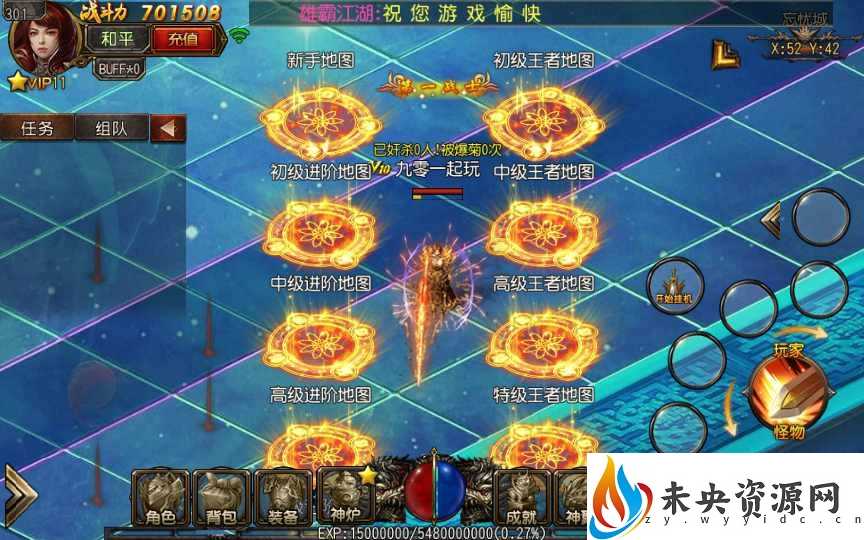 301
战斗力 701508
雄霸江湖:祝您游戏愉快
忘忧城
X:52 Y:42
和平
充值
BUFF*0
VIP11
新手地图
初级王者地图
第一战士
任务
组队
已奸杀0人!被爆菊0次
初级进阶地图
V10 九零一起玩
中级王者地图
中级进阶地图
高级王者地图
开始挂机
玩家
怪物
高级进阶地图
特级王者地图
角色
背包
装备
神炉
成就
EXP:15000000/5480000000(0.27%)
未央资源网
zy.wyyidc.cn